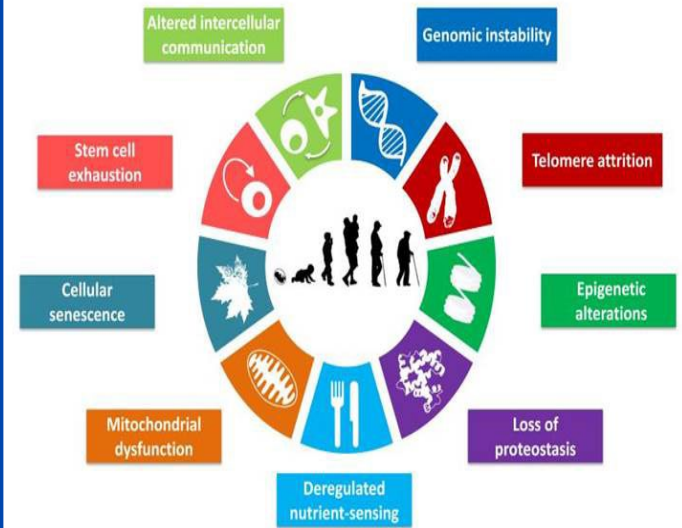 Altered intercellular
communication
Genomic instability
Stem cell
exhaustion
Telomere attrition
Cellular
senescence
Epigenetic
alterations
Mitochondrial
dysfunction
Loss of
proteostasis
Deregulated
nutrient-sensing